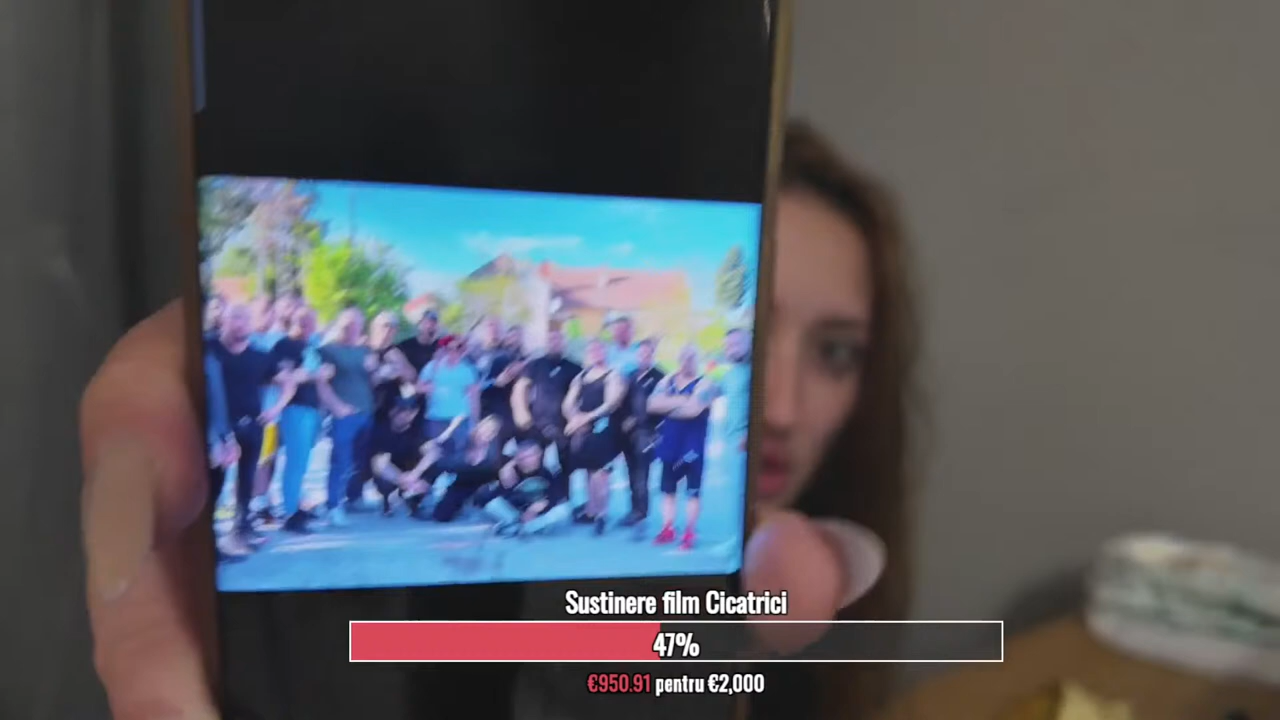 Sustinere film Cicatrici
47%
€950.91 pentru €2,000